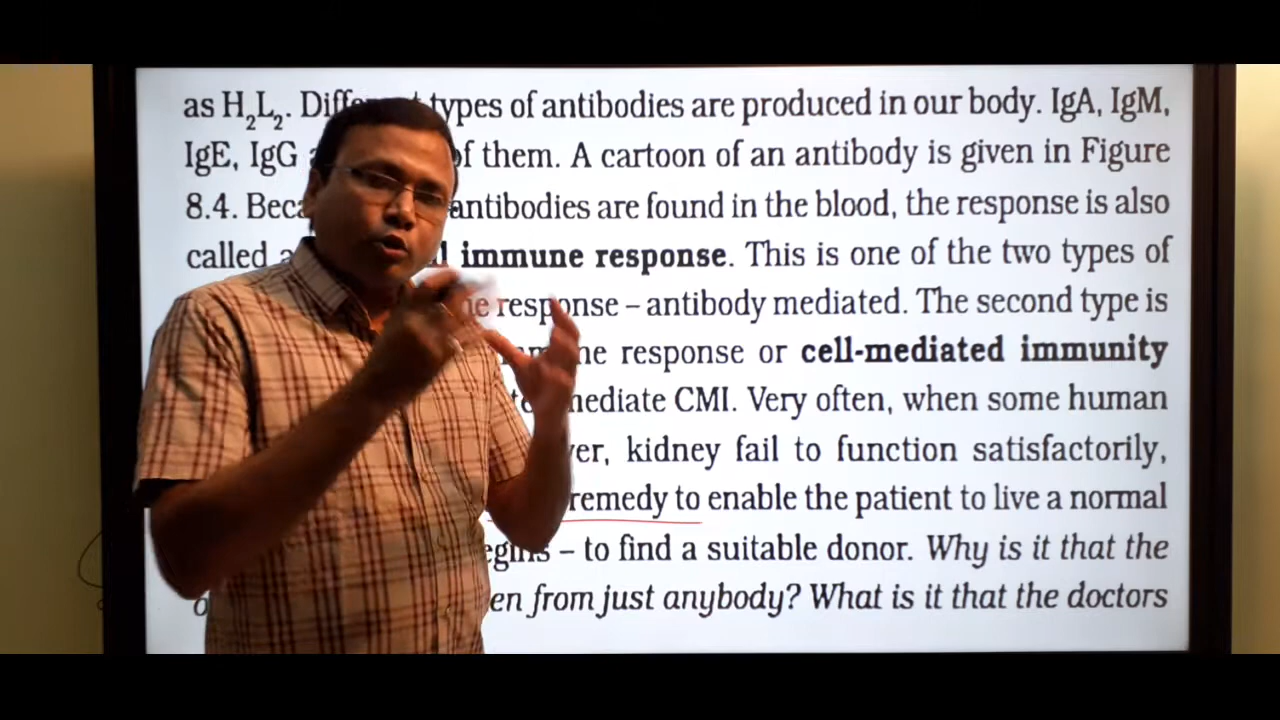 as H₂L₂. Different types of antibodies are produced in our body. IgA, IgM,
IgE, IgG of them. A cartoon of an antibody is given in Figure
8.4. Beca antibodies are found in the blood, the response is also
called immune response. This is one of the two types of
response – antibody mediated. The second type is
response or cell-mediated immunity
mediate CMI. Very often, when some human
kidney fail to function satisfactorily,
remedy to enable the patient to live a normal
– to find a suitable donor. Why is it that the
from just anybody? What is it that the doctors